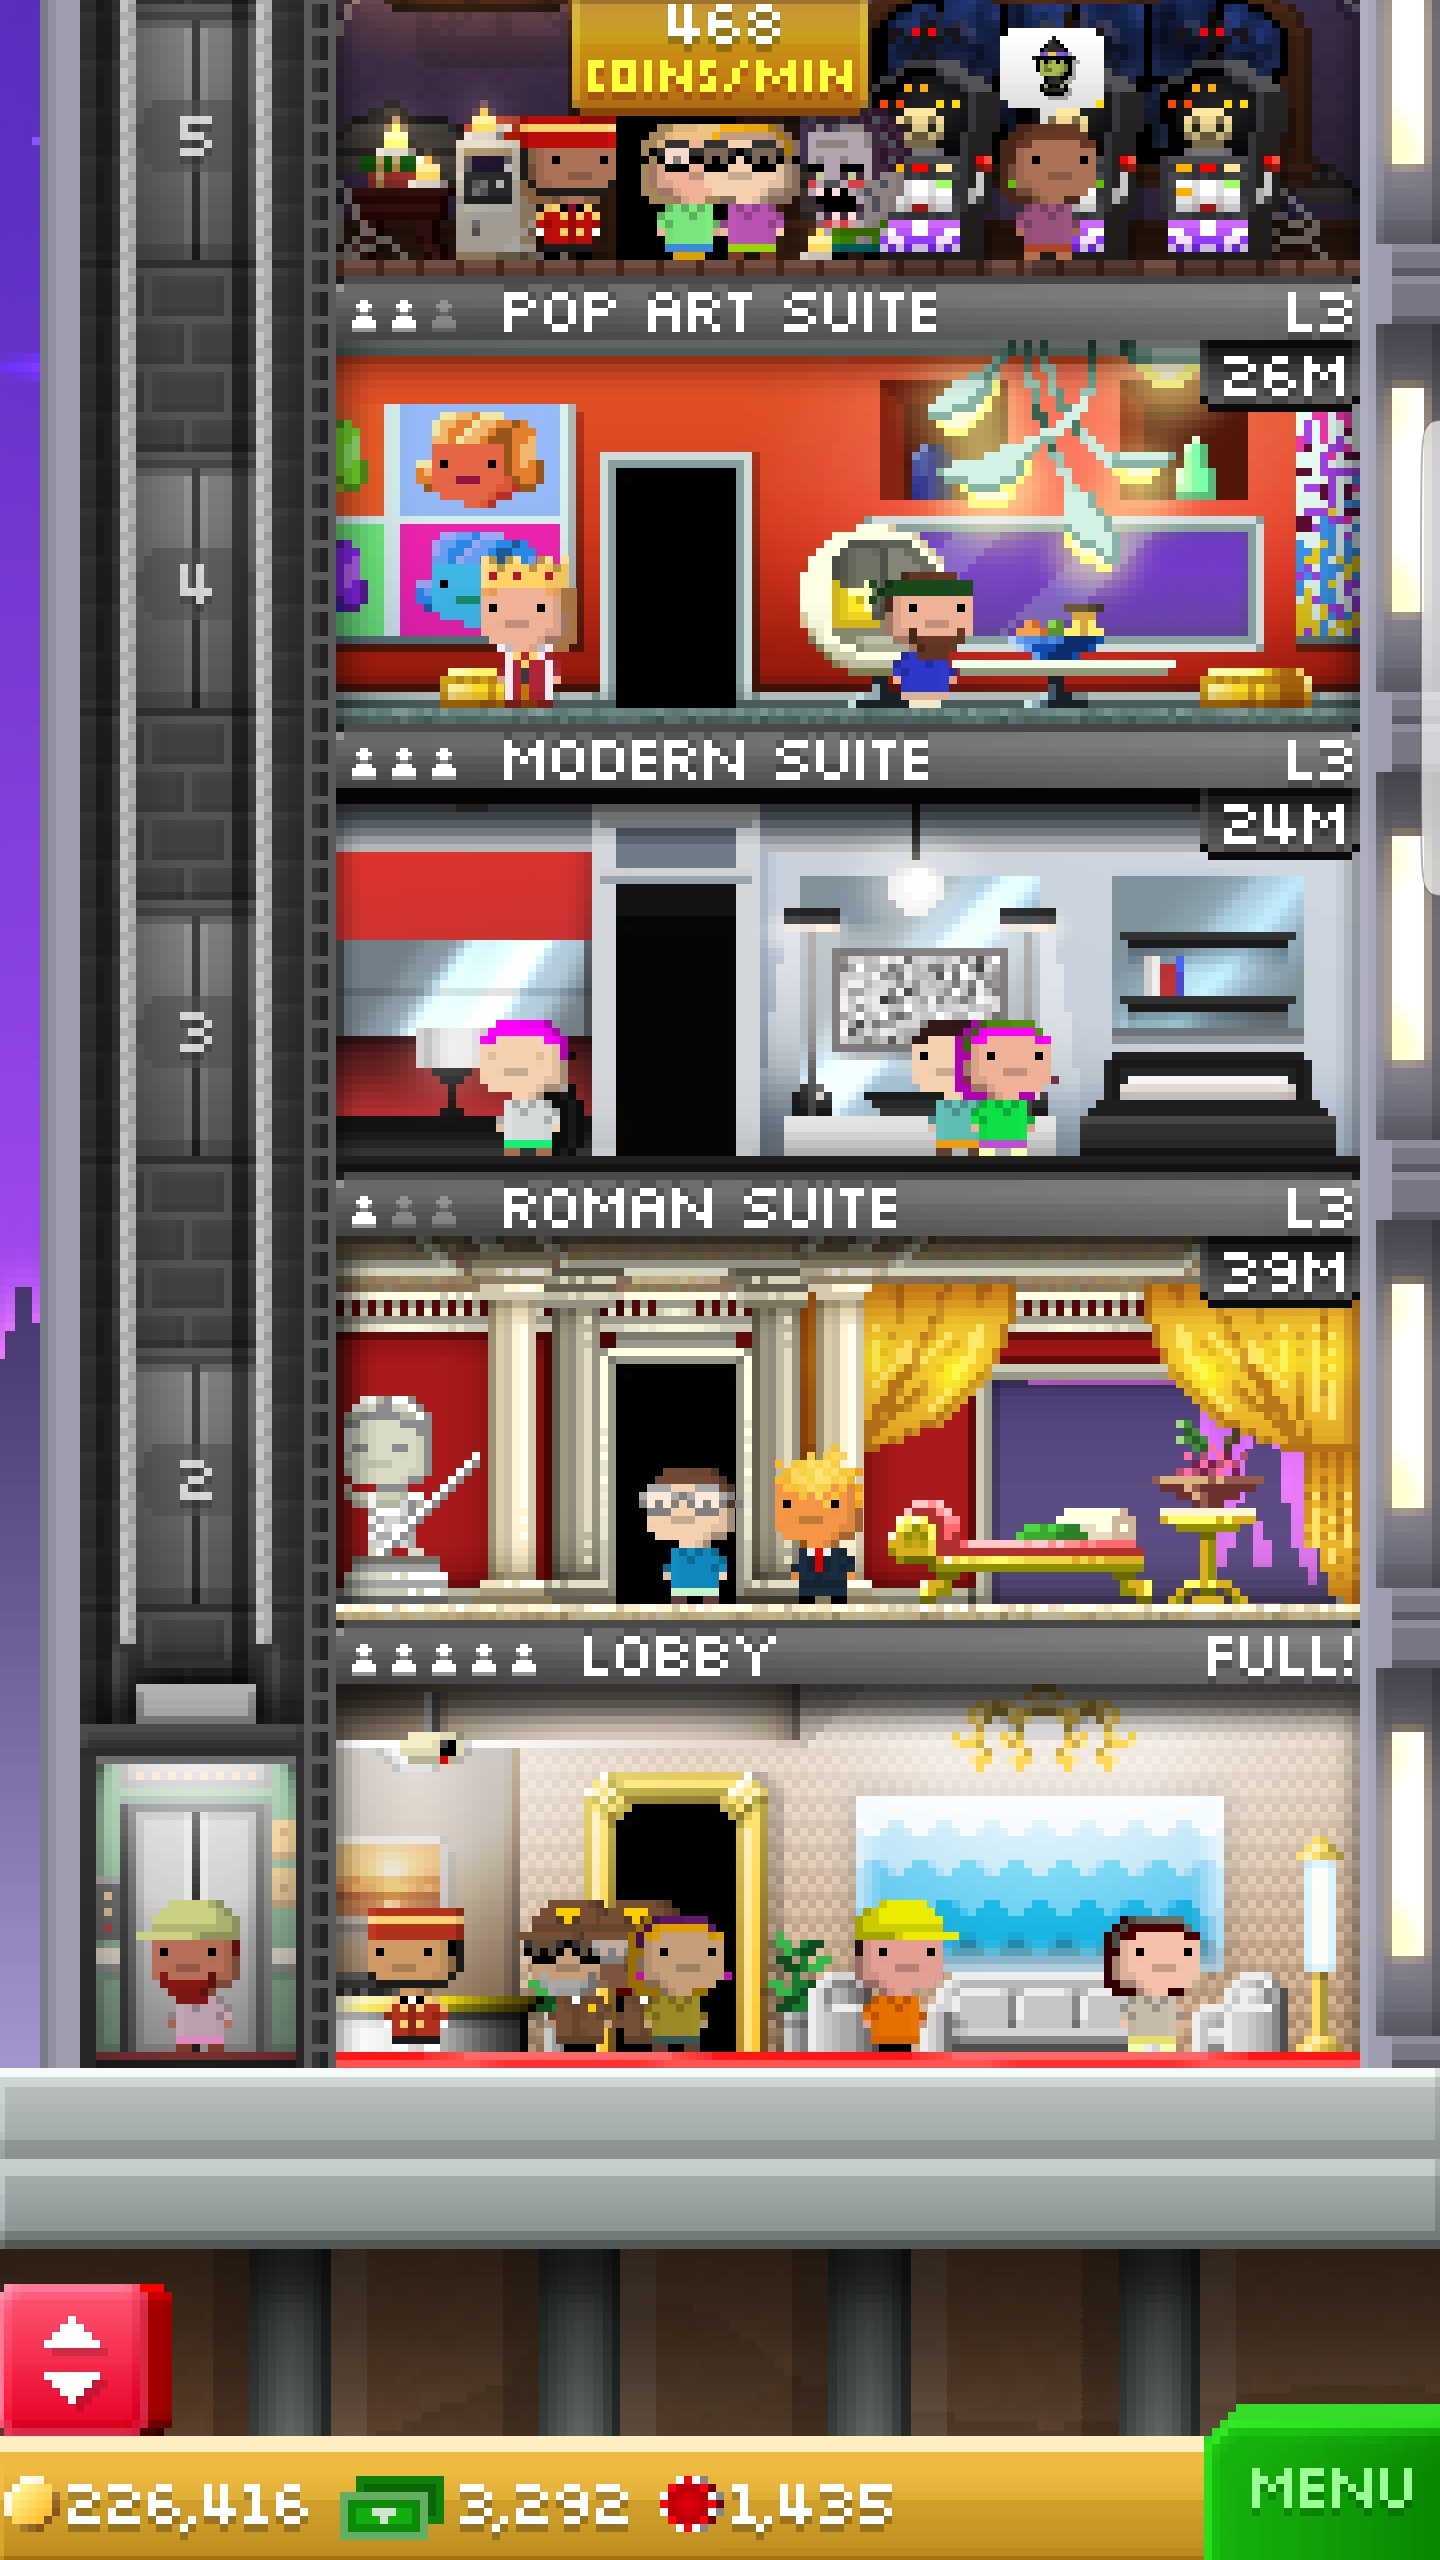 468
COINS/MIN
5
POP ART SUITE L3
26M
4
MODERN SUITE L3
24M
3
ROMAN SUITE L3
39M
2
LOBBY FULL!
226,416 3,292 1,435
MENU